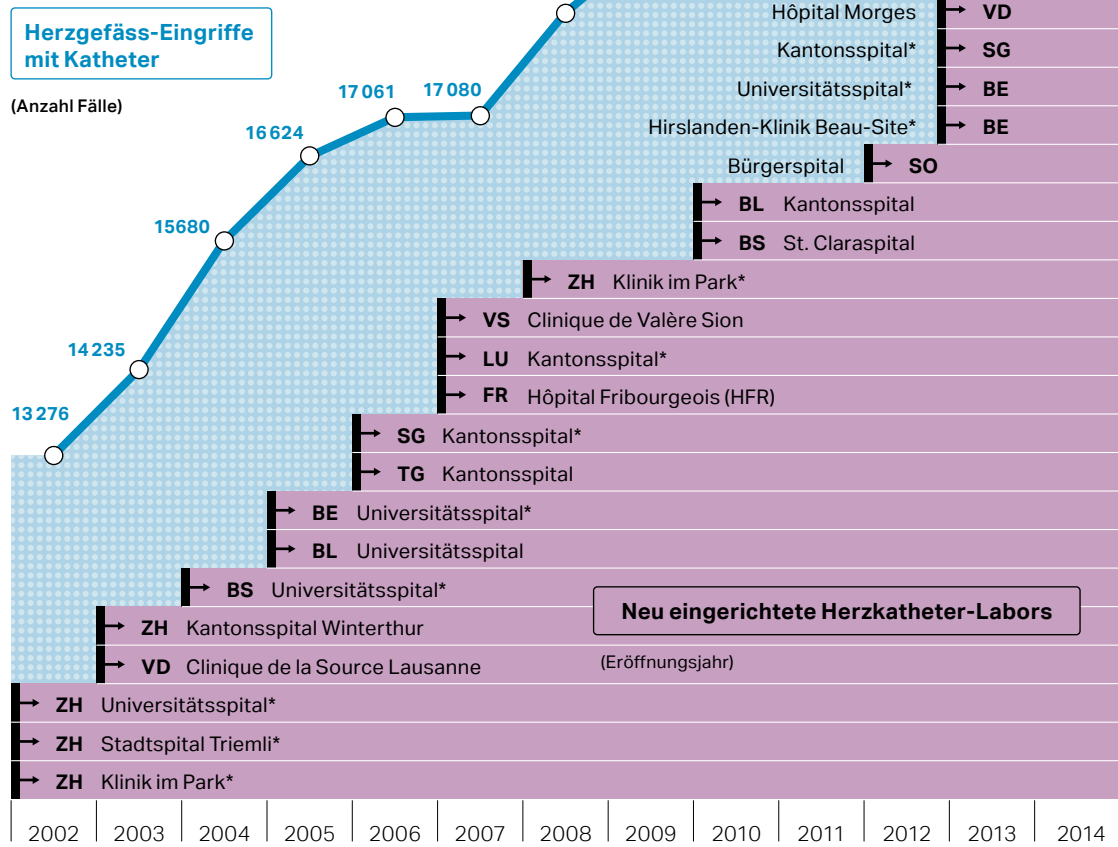 Herzgefäss-Eingriffe
mit Katheter
(Anzahl Fälle)
13 276
14 235
15680
16 624
17 061
17 080
Hôpital Morges VD
Kantonsspital* SG
Universitätsspital* BE
Hirslanden-Klinik Beau-Site* BE
Bürgerspital SO
BL Kantonsspital
BS St. Claraspital
ZH Klinik im Park*
VS Clinique de Valère Sion
LU Kantonsspital*
FR Hôpital Fribourgeois (HFR)
SG Kantonsspital*
TG Kantonsspital
BE Universitätsspital*
BL Universitätsspital
BS Universitätsspital*
ZH Kantonsspital Winterthur
VD Clinique de la Source Lausanne
ZH Universitätsspital*
ZH Stadtspital Triemli*
ZH Klinik im Park*
Neu eingerichtete Herzkatheter-Labors
(Eröffnungsjahr)
2002 2003 2004 2005 2006 2007 2008 2009 2010 2011 2012 2013 2014